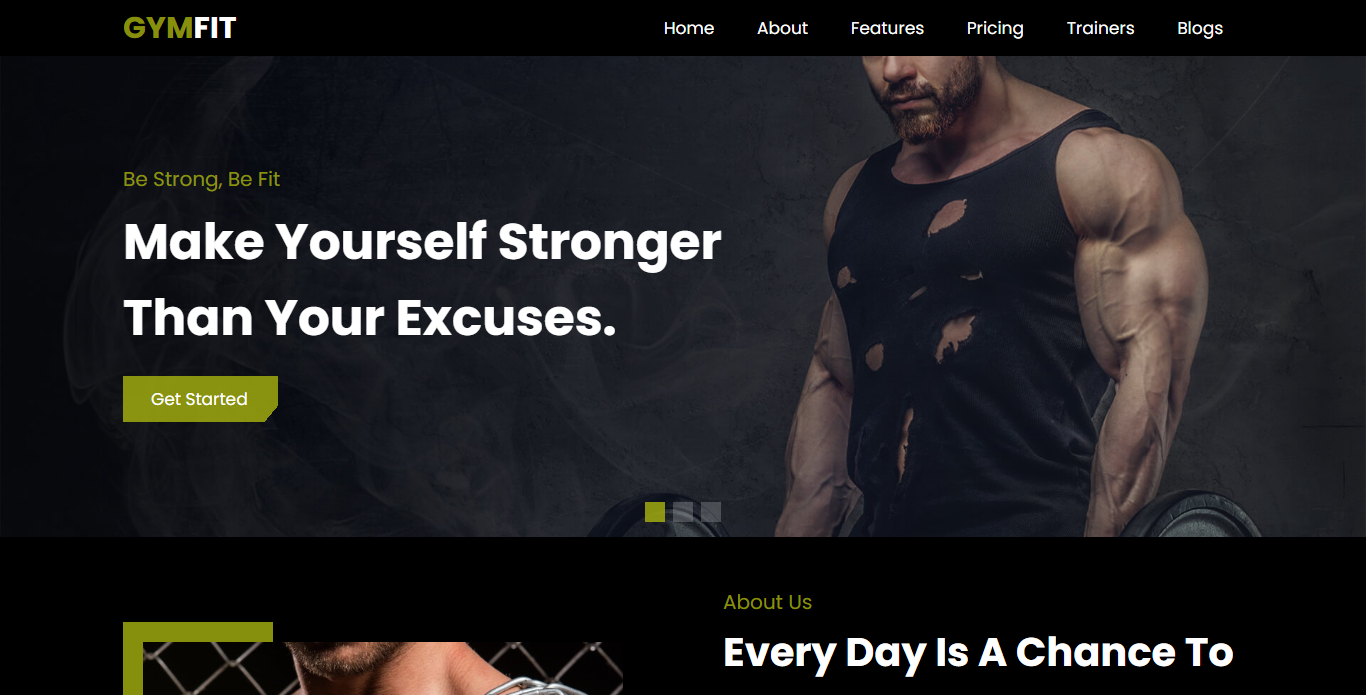 GYMFIT
Home About Features Pricing Trainers Blogs
Be Strong, Be Fit
Make Yourself Stronger
Than Your Excuses.
Get Started
About Us
Every Day Is A Chance To